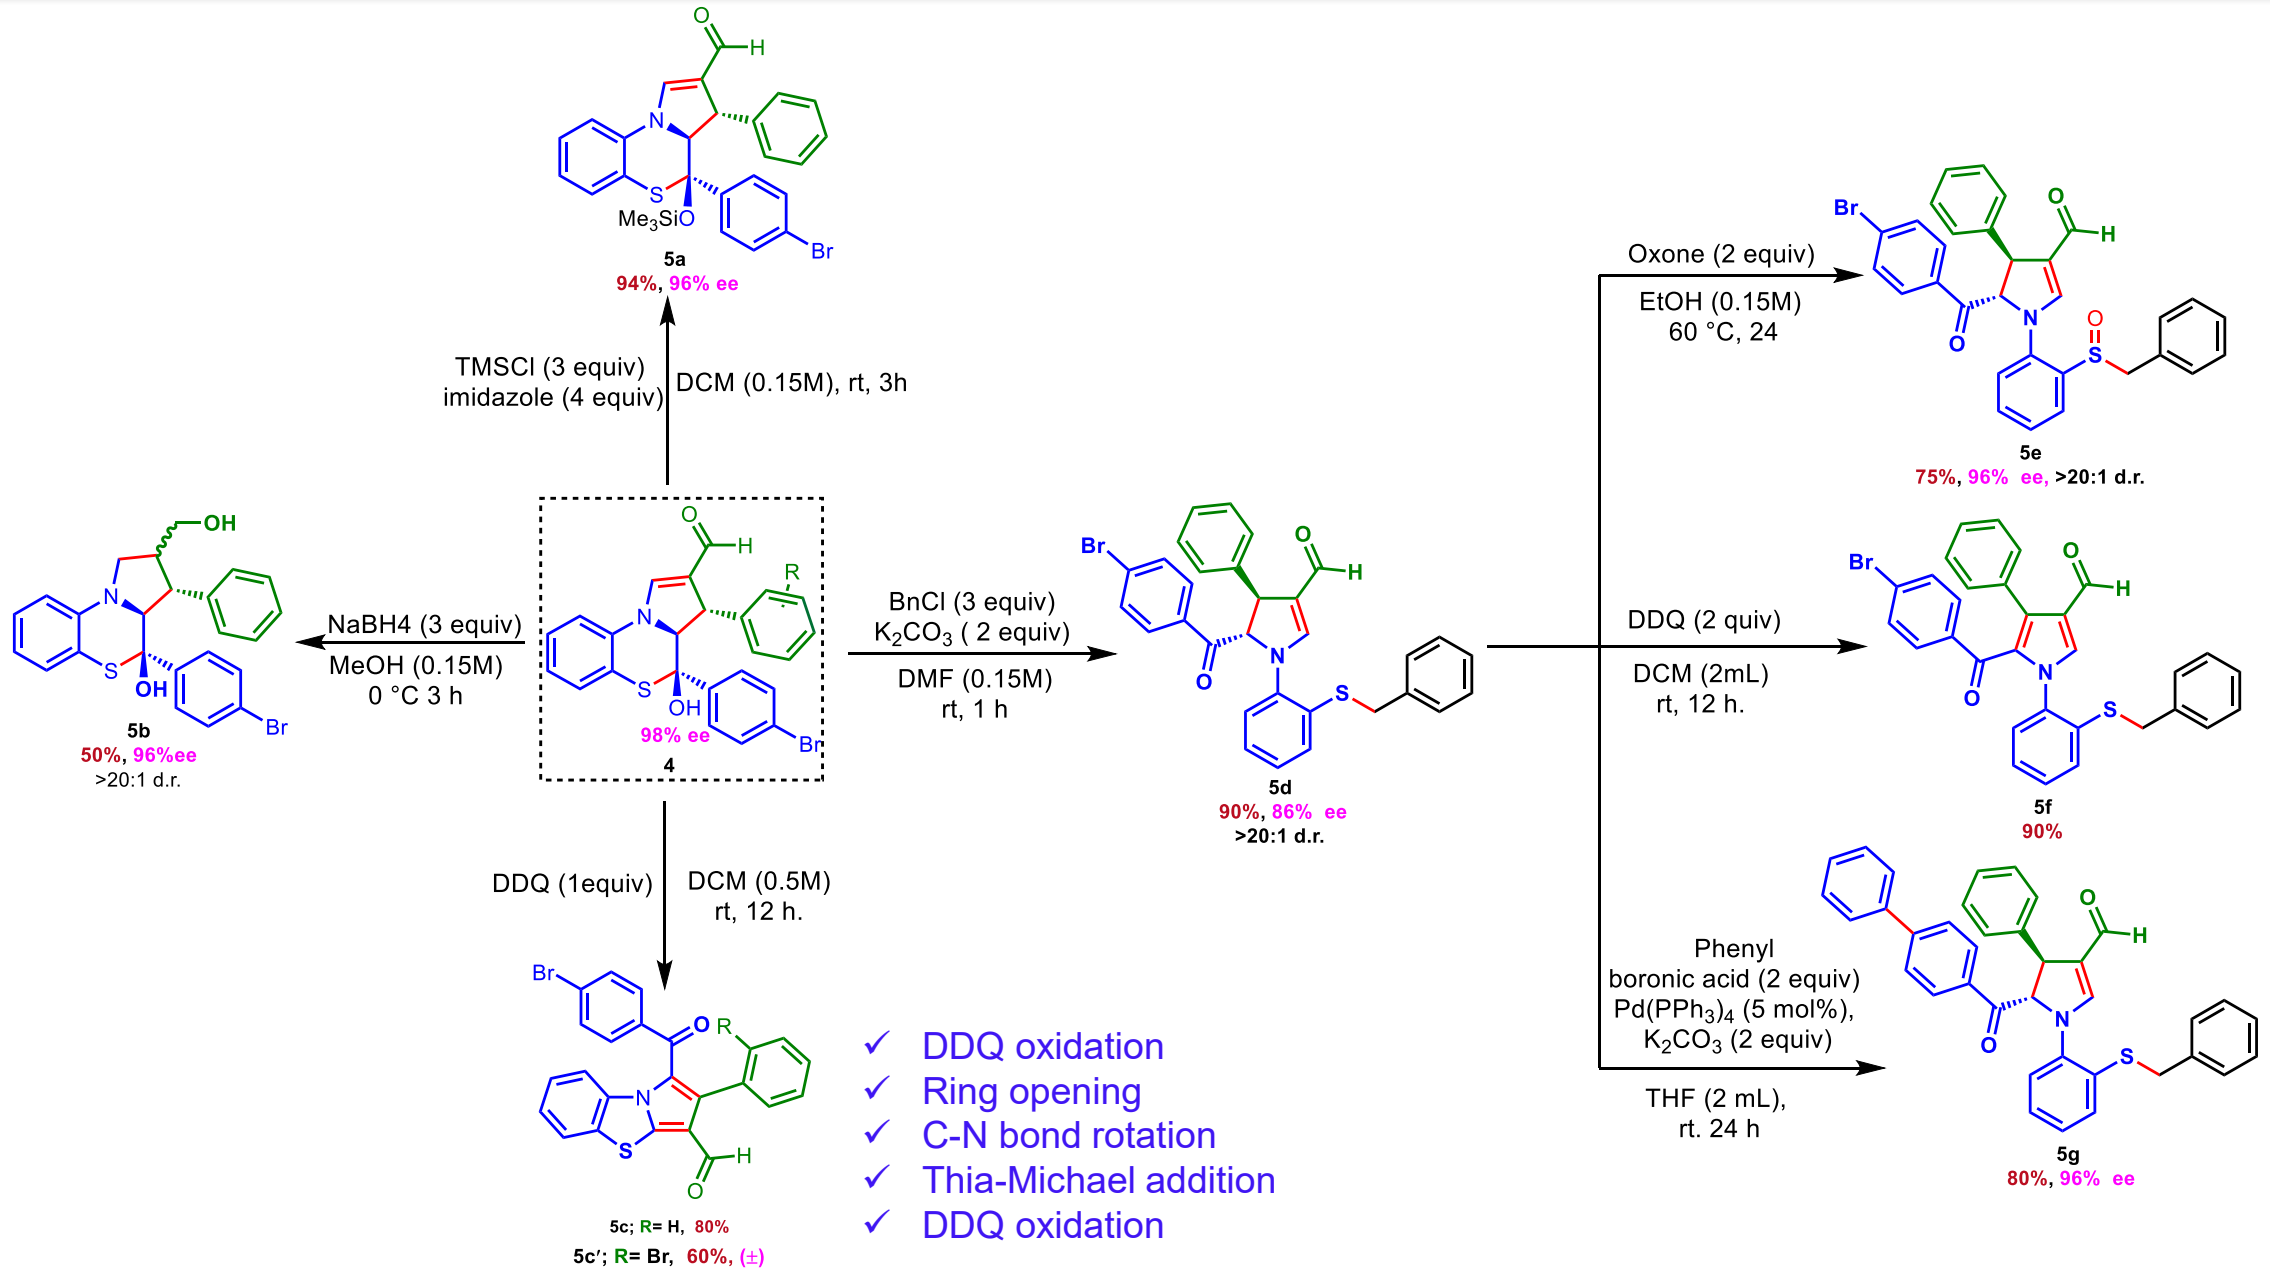 O
H
N
S
Me3SiO
Br
5a
94%, 96% ee
TMSCl (3 equiv)
imidazole (4 equiv)
DCM (0.15M), rt, 3h
OH
N
S
OH
Br
5b
50%, 96%ee
>20:1 d.r.
NaBH4 (3 equiv)
MeOH (0.15M)
0 °C 3 h
O
H
R
N
S
OH
Br
98% ee
4
BnCl (3 equiv)
K2CO3 ( 2 equiv)
DMF (0.15M)
rt, 1 h
Br
O
H
O
N
S
5d
90%, 86% ee
>20:1 d.r.
DDQ (1equiv)
DCM (0.5M)
rt, 12 h.
Br
O
R
N
S
H
O
5c; R= H, 80%
5c'; R= Br, 60%, (±)
✓ DDQ oxidation
✓ Ring opening
✓ C-N bond rotation
✓ Thia-Michael addition
✓ DDQ oxidation
Oxone (2 equiv)
EtOH (0.15M)
60 °C, 24
Br
O
H
O
N
O
S
5e
75%, 96% ee, >20:1 d.r.
DDQ (2 quiv)
DCM (2mL)
rt, 12 h.
Br
O
H
O
N
S
5f
90%
Phenyl
boronic acid (2 equiv)
Pd(PPh3)4 (5 mol%),
K2CO3 (2 equiv)
THF (2 mL),
rt. 24 h
O
H
O
N
S
5g
80%, 96% ee